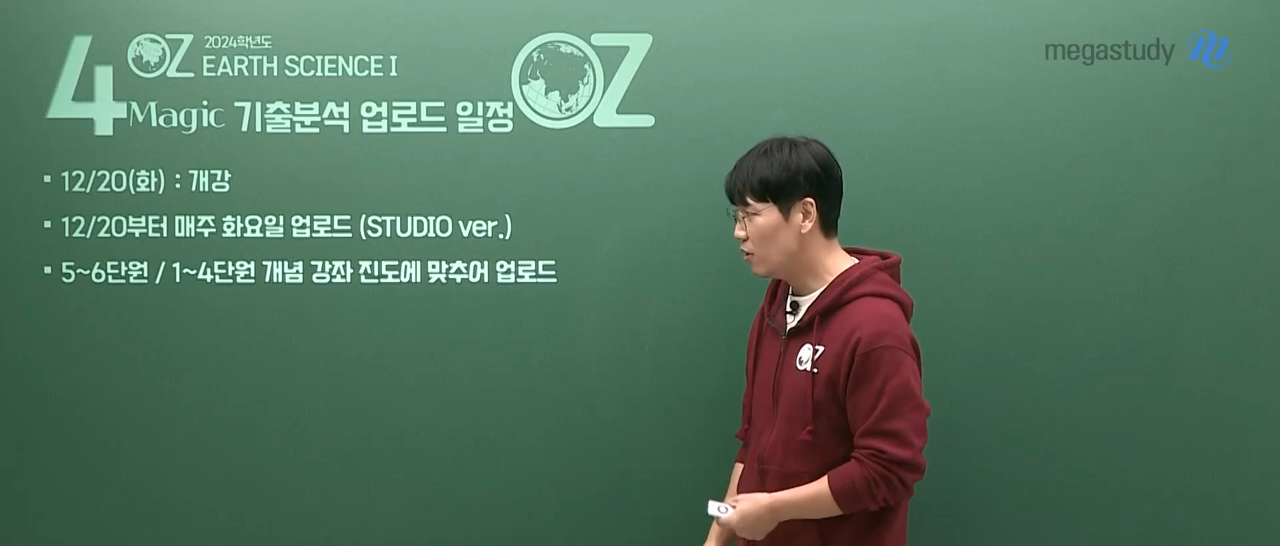 4
OZ 2024학년도
EARTH SCIENCE I
Magic 기출분석 업로드 일정
OZ
megastudy
▪ 12/20(화) : 개강
▪ 12/20부터 매주 화요일 업로드 (STUDIO ver.)
▪ 5~6단원 / 1~4단원 개념 강좌 진도에 맞추어 업로드
OZ